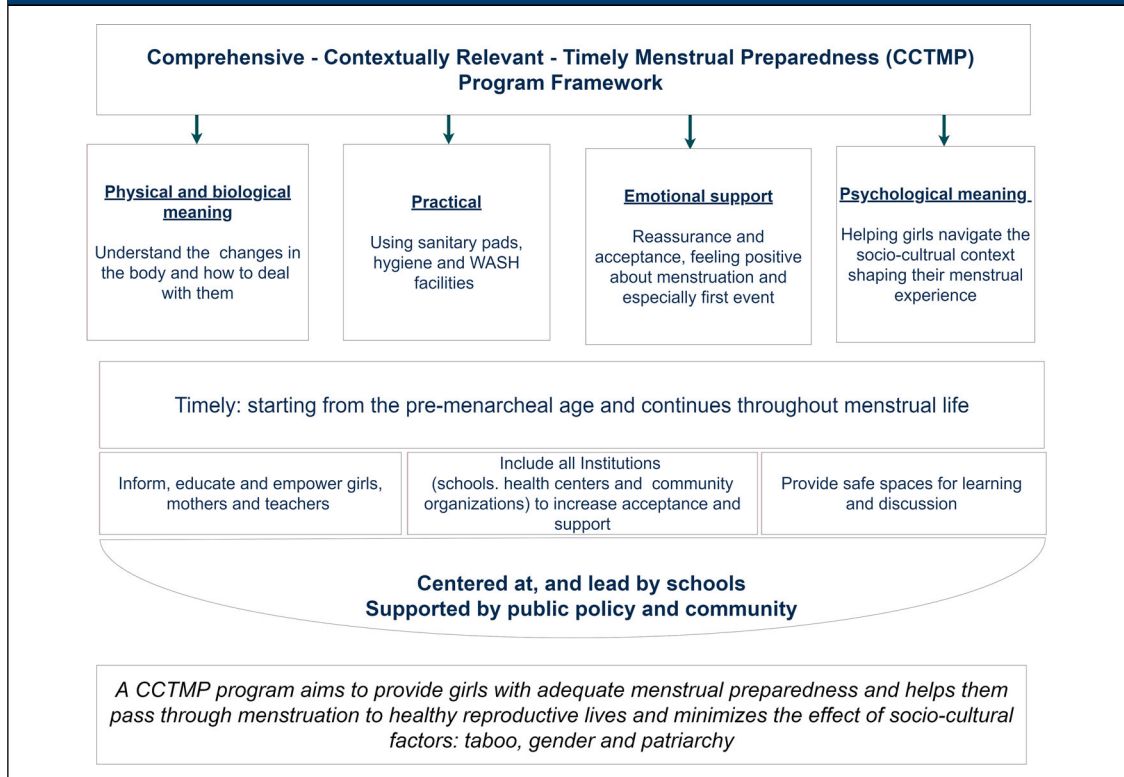 Comprehensive - Contextually Relevant - Timely Menstrual Preparedness (CCTMP)
Program Framework
Physical and biological
meaning
Understand the changes in
the body and how to deal
with them
Practical
Using sanitary pads,
hygiene and WASH
facilities
Emotional support
Reassurance and
acceptance, feeling positive
about menstruation and
especially first event
Psychological meaning
Helping girls navigate the
socio-cultrual context
shaping their menstrual
experience
Timely: starting from the pre-menarcheal age and continues throughout menstrual life
Inform, educate and empower girls,
mothers and teachers
Include all Institutions
(schools. health centers and community
organizations) to increase acceptance and
support
Provide safe spaces for learning
and discussion
Centered at, and lead by schools
Supported by public policy and community
A CCTMP program aims to provide girls with adequate menstrual preparedness and helps them
pass through menstruation to healthy reproductive lives and minimizes the effect of socio-cultural
factors: taboo, gender and patriarchy